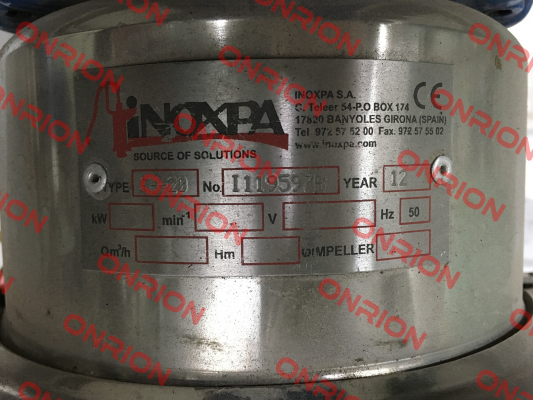 INOXPA S.A.
C. Teleer 54-P.O BOX 174
17820 BANYOLES GIRONA (SPAIN)
Tel. 972 57 52 00 Fax. 972 57 55 02
www.inoxpa.com
CE
INOXPA
SOURCE OF SOLUTIONS
TYPE No. YEAR 12
kW min⁻¹ V Hz 50
Qm³/h Hm IMPELLER
ONRION